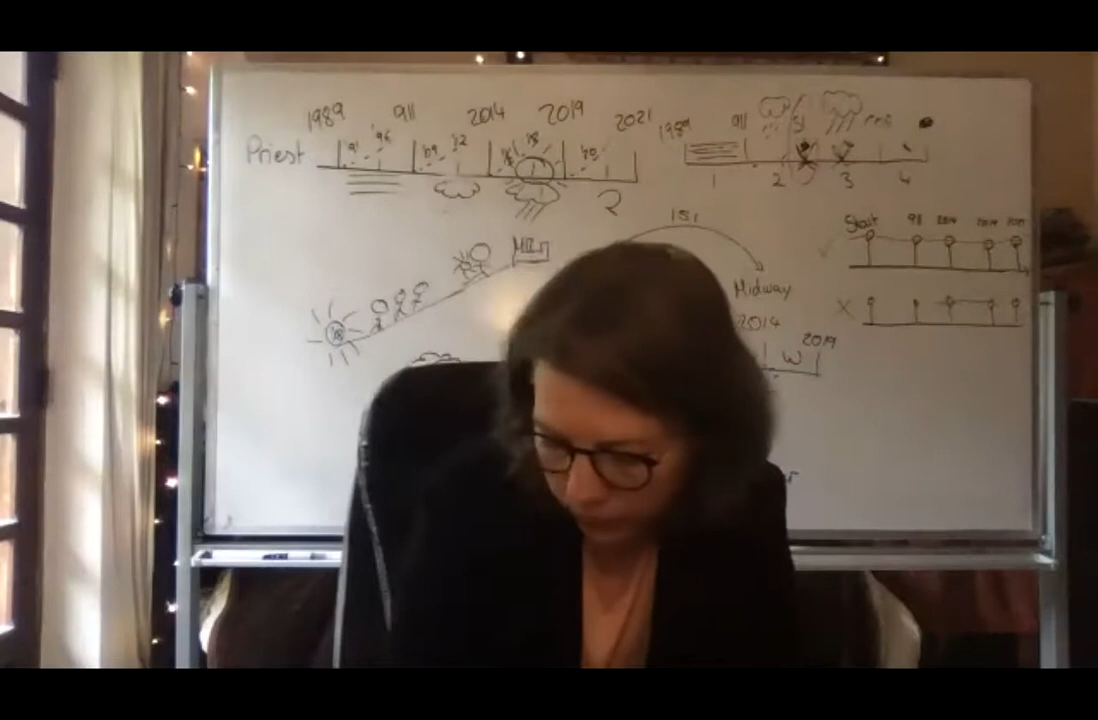 1989 911 2014 2019 2021
Priest '91 '96 '09 '12 '16 '18 '20
1989 911
1 2 3 4
151
Midway
2014
2019
W
Start 911 2014 2019 2021
X